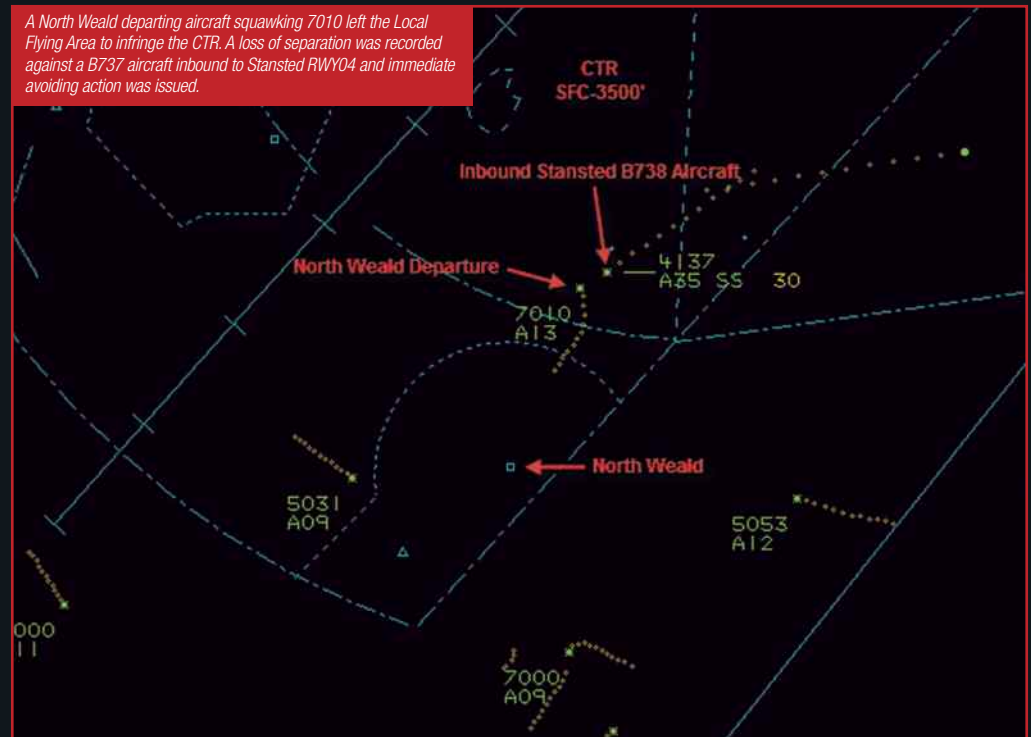 A North Weald departing aircraft squawking 7010 left the Local
Flying Area to infringe the CTR. A loss of separation was recorded
against a B737 aircraft inbound to Stansted RWY04 and immediate
avoiding action was issued.
CTR
SFC-3500'
Inbound Stansted B738 Aircraft
4137
A35 SS 30
North Weald Departure
7010
A13
North Weald
5031
A09
5053
A12
000
11
7000
A09